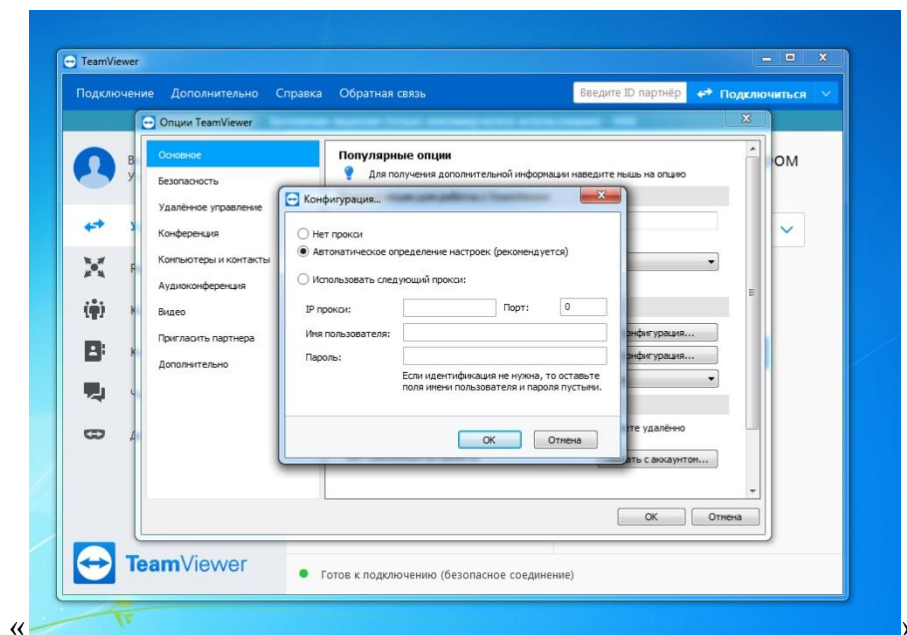 TeamViewer
Подключение Дополнительно Справка Обратная связь Введите ID партнёр Подключиться
Опции TeamViewer
Основное
Безопасность
Удалённое управление
Конференция
Компьютеры и контакты
Аудиоконференция
Видео
Пригласить партнера
Дополнительно
Популярные опции
Для получения дополнительной информации наведите мышь на опцию
Конфигурация...
Нет прокси
Автоматическое определение настроек (рекомендуется)
Использовать следующий прокси:
IP прокси: Порт: 0
Имя пользователя:
Пароль:
Если идентификация не нужна, то оставьте
поля имени пользователя и пароля пустыми.
OK Отмена
удалённо
с аккаунтом...
OK Отмена
TeamViewer
Готов к подключению (безопасное соединение)
« »